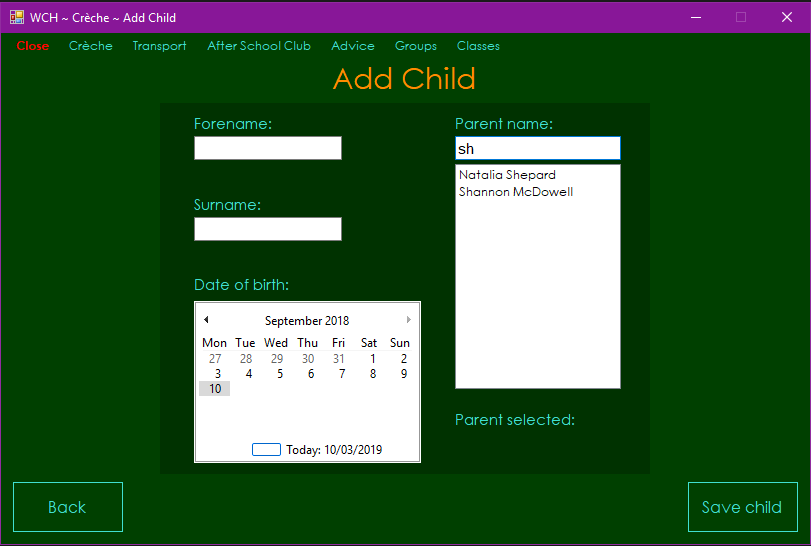 WCH ~ Crèche ~ Add Child
Close Crèche Transport After School Club Advice Groups Classes
Add Child
Forename:
Surname:
Date of birth:
September 2018
Mon Tue Wed Thu Fri Sat Sun
27 28 29 30 31 1 2
3 4 5 6 7 8 9
10
Today: 10/03/2019
Parent name:
sh
Natalia Shepard
Shannon McDowell
Parent selected:
Back
Save child